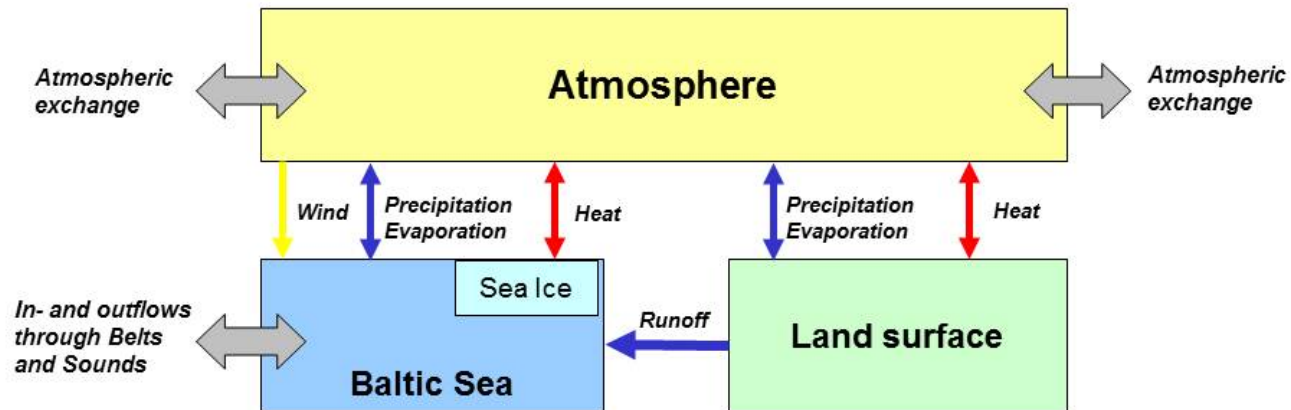 Atmospheric
exchange
Atmosphere
Atmospheric
exchange
Wind
Precipitation
Evaporation
Heat
Precipitation
Evaporation
Heat
In- and outflows
through Belts
and Sounds
Sea Ice
Baltic Sea
Runoff
Land surface